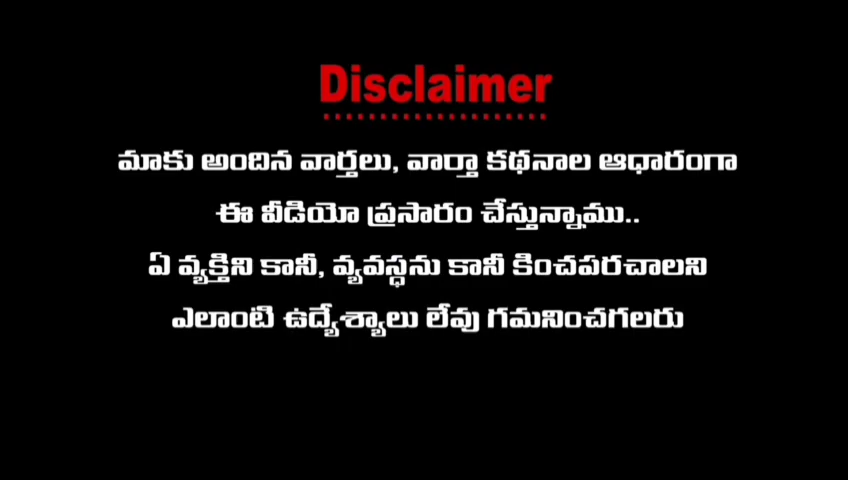 Disclaimer
మాకు అందిన వార్తలు, వార్తా కథనాల ఆధారంగా
ఈ వీడియో ప్రసారం చేస్తున్నాము..
ఏ వ్యక్తిని కానీ, వ్యవస్థను కానీ కించపరచాలని
ఎలాంటి ఉద్యేశ్యాలు లేవు గమనించగలరు